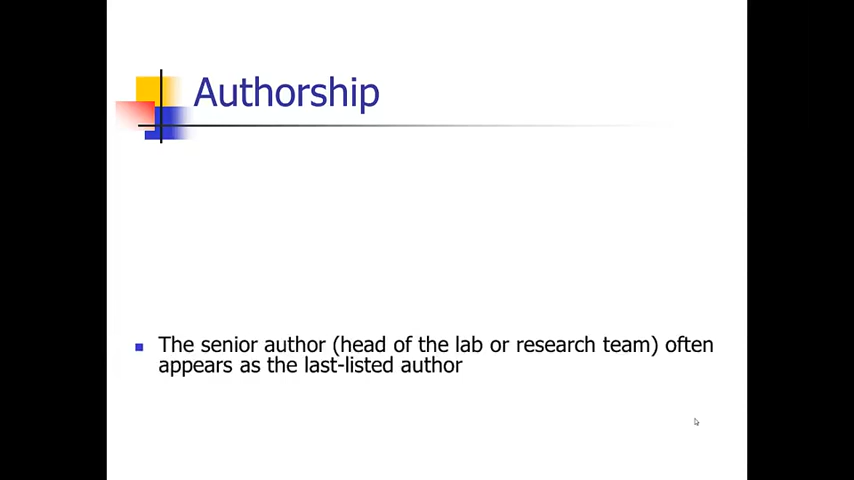 Authorship
The senior author (head of the lab or research team) often
appears as the last-listed author